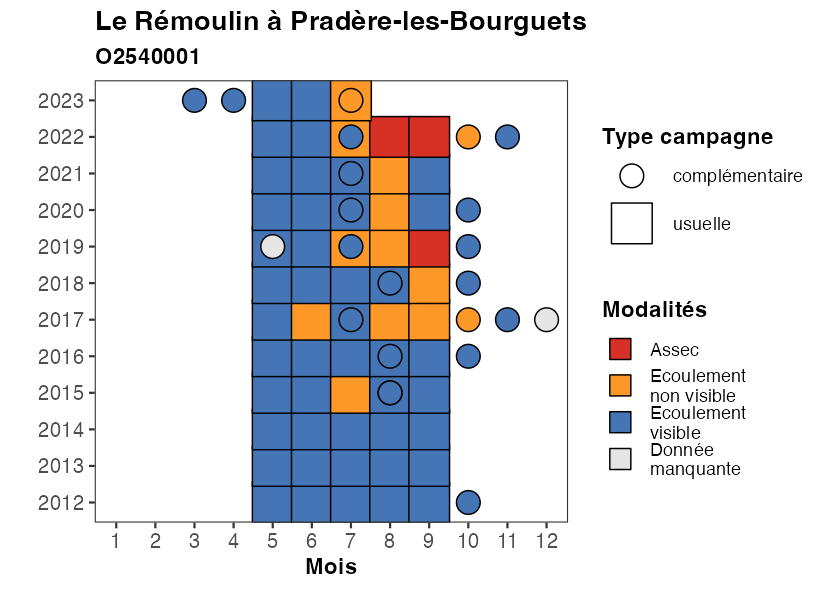 Le Rémoulin à Pradère-les-Bourguets
O2540001
2023
2022
2021
2020
2019
2018
2017
2016
2015
2014
2013
2012
1 2 3 4 5 6 7 8 9 10 11 12
Mois
Type campagne
complémentaire
usuelle
Modalités
Assec
Ecoulement
non visible
Ecoulement
visible
Donnée
manquante